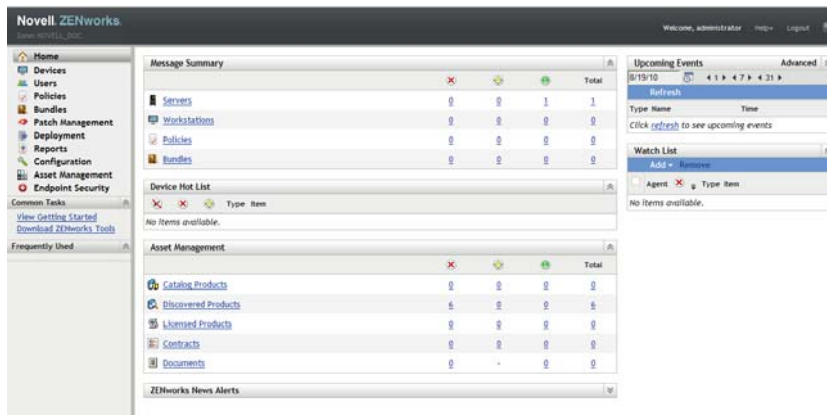 Novell ZENworks.
Zone: NOVELL_DOC
Welcome, administrator Help Logout
Home
Devices
Users
Policies
Bundles
Patch Management
Deployment
Reports
Configuration
Asset Management
Endpoint Security
Common Tasks
View Getting Started
Download ZENworks Tools
Frequently Used
Message Summary
Total
Servers 0 0 1 1
Workstations 0 0 0 0
Policies 0 0 0 0
Bundles 0 0 0 0
Device Hot List
Type Item
No items available.
Asset Management
Total
Catalog Products 0 0 0 0
Discovered Products 6 0 0 6
Licensed Products 0 0 0 0
Contracts 0 0 0 0
Documents 0 - 0 0
ZENworks News Alerts
Upcoming Events Advanced
8/19/10 1 7 31
Refresh
Type Name Time
Click refresh to see upcoming events
Watch List
Add Remove
Agent Type Item
No items available.